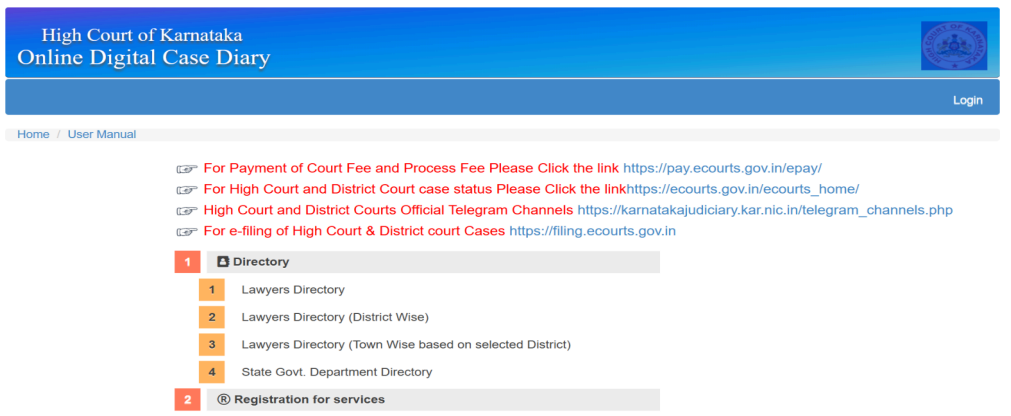 High Court of Karnataka
Online Digital Case Diary
Login
Home / User Manual
For Payment of Court Fee and Process Fee Please Click the link https://pay.ecourts.gov.in/epay/
For High Court and District Court case status Please Click the linkhttps://ecourts.gov.in/ecourts_home/
High Court and District Courts Official Telegram Channels https://karnatakajudiciary.kar.nic.in/telegram_channels.php
For e-filing of High Court & District court Cases https://filing.ecourts.gov.in
1 Directory
1 Lawyers Directory
2 Lawyers Directory (District Wise)
3 Lawyers Directory (Town Wise based on selected District)
4 State Govt. Department Directory
2 ® Registration for services